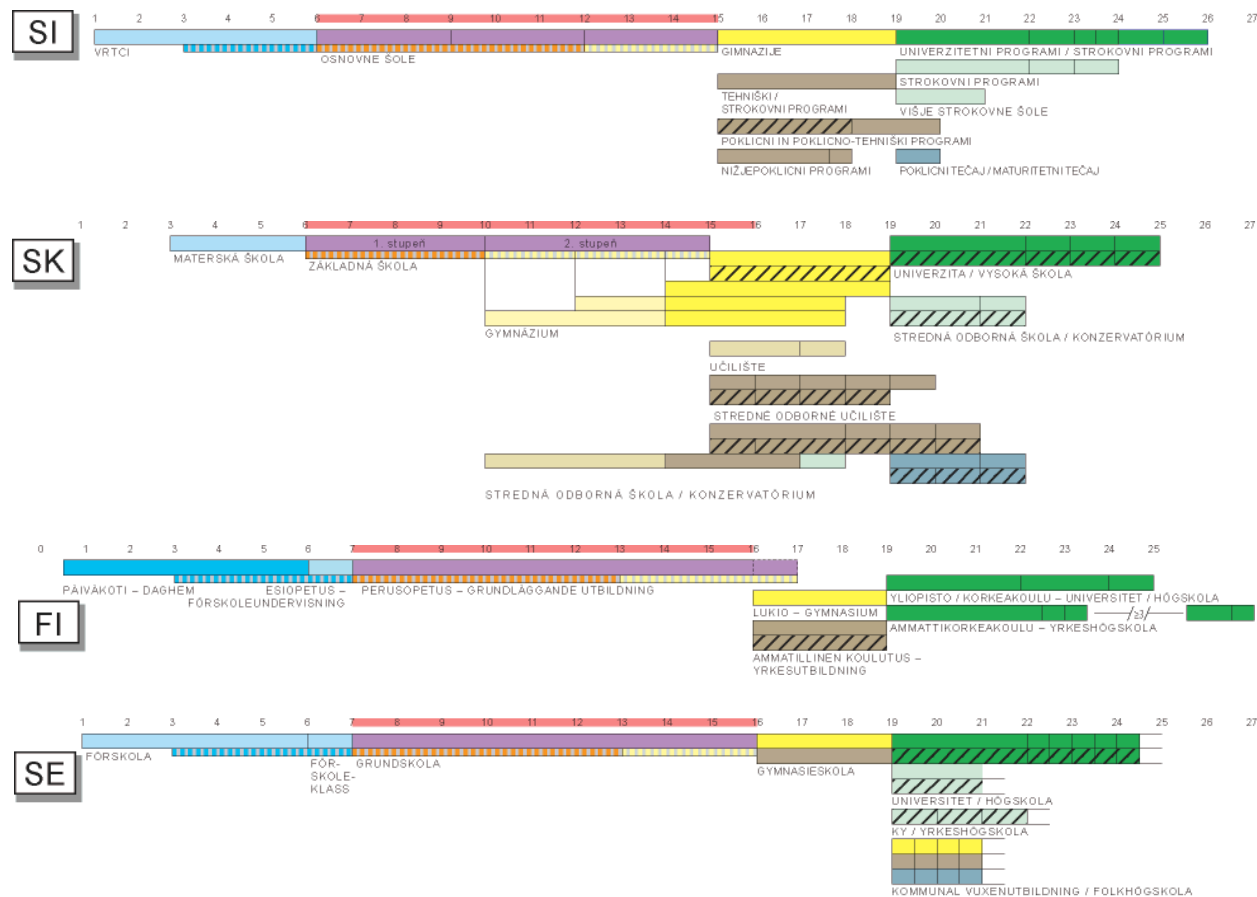 SI
1 2 3 4 5 6 7 8 9 10 11 12 13 14 15 16 17 18 19 20 21 22 23 24 25 26 27
VRTCI
OSNOVNE ŠOLE
GIMNAZIJE
UNIVERZITETNI PROGRAMI / STROKOVNI PROGRAMI
STROKOVNI PROGRAMI
TEHNIŠKI /
STROKOVNI PROGRAMI
VIŠJE STROKOVNE ŠOLE
POKLICNI IN POKLICNO-TEHNIŠKI PROGRAMI
NIŽJEPOKLICNI PROGRAMI
POKLICNI TEČAJ / MATURITETNI TEČAJ
SK
1 2 3 4 5 6 7 8 9 10 11 12 13 14 15 16 17 18 19 20 21 22 23 24 25 26 27
1. stupeň
2. stupeň
MATERSKÁ ŠKOLA
ZÁKLADNÁ ŠKOLA
UNIVERZITA / VYSOKÁ ŠKOLA
GYMNÁZIUM
STREDNÁ ODBORNÁ ŠKOLA / KONZERVATÓRIUM
UČILIŠTE
STREDNÉ ODBORNÉ UČILIŠTE
STREDNÁ ODBORNÁ ŠKOLA / KONZERVATÓRIUM
FI
0 1 2 3 4 5 6 7 8 9 10 11 12 13 14 15 16 17 18 19 20 21 22 23 24 25
PÄIVÄKOTI – DAGHEM
ESIOPETUS –
FÖRSKOLEUNDERVISNING
PERUSOPETUS – GRUNDLÄGGANDE UTBILDNING
LUKIO – GYMNASIUM
YLIOPISTO / KORKEAKOULU – UNIVERSITET / HÖGSKOLA
/≥3/
AMMATTIKORKEAKOULU – YRKESHÖGSKOLA
AMMATILLINEN KOULUTUS –
YRKESUTBILDNING
SE
1 2 3 4 5 6 7 8 9 10 11 12 13 14 15 16 17 18 19 20 21 22 23 24 25 26 27
FÖRSKOLA
FÖR-
SKOLE-
KLASS
GRUNDSKOLA
GYMNASIESKOLA
UNIVERSITET / HÖGSKOLA
KY / YRKESHÖGSKOLA
KOMMUNAL VUXENUTBILDNING / FOLKHÖGSKOLA